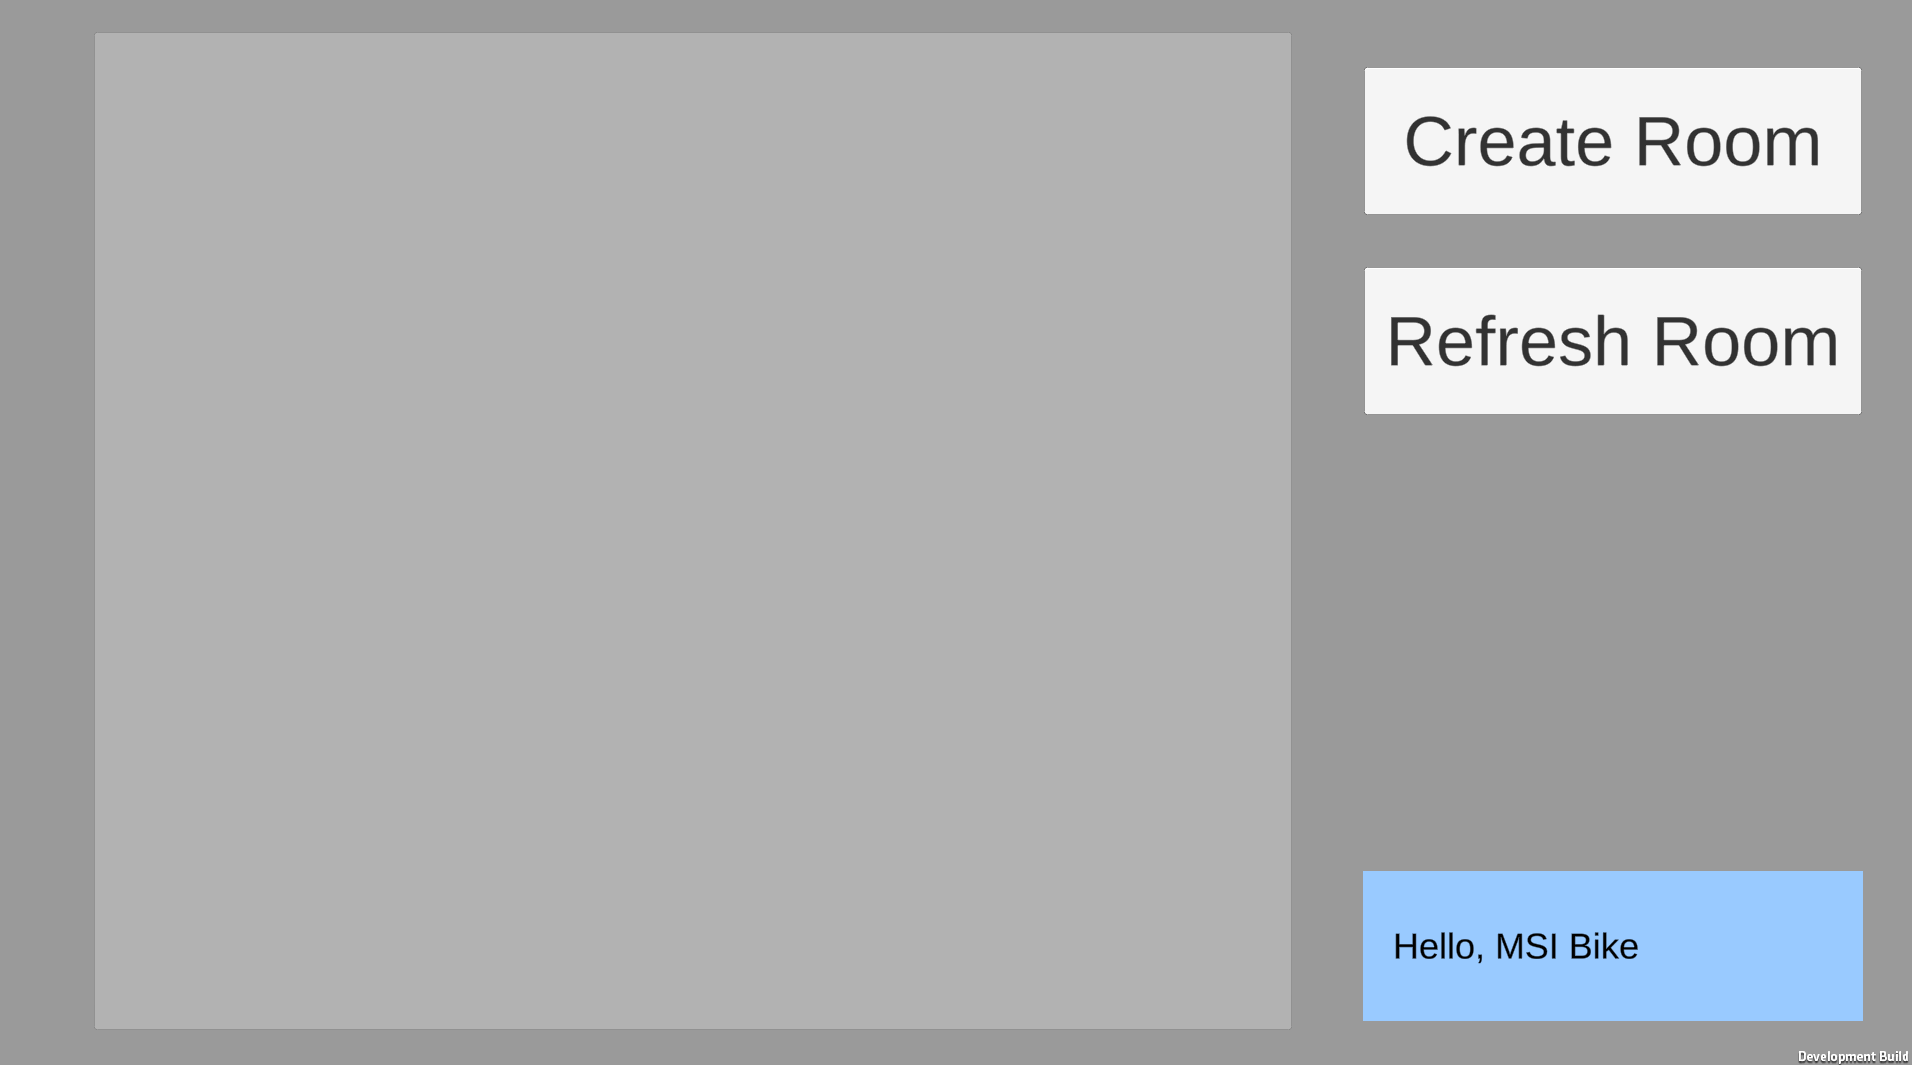 Create Room
Refresh Room
Hello, MSI Bike
Development Build